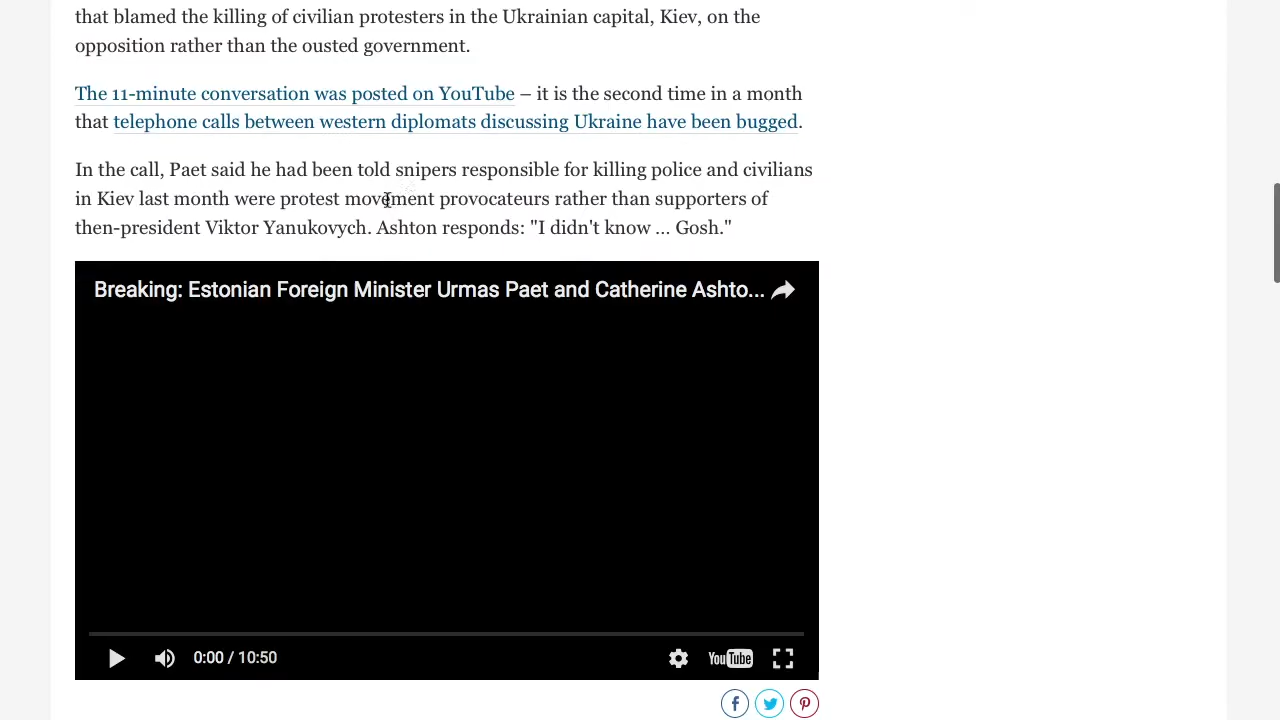 that blamed the killing of civilian protesters in the Ukrainian capital, Kiev, on the
opposition rather than the ousted government.
The 11-minute conversation was posted on YouTube – it is the second time in a month
that telephone calls between western diplomats discussing Ukraine have been bugged.
In the call, Paet said he had been told snipers responsible for killing police and civilians
in Kiev last month were protest movement provocateurs rather than supporters of
then-president Viktor Yanukovych. Ashton responds: "I didn't know ... Gosh."
Breaking: Estonian Foreign Minister Urmas Paet and Catherine Ashto...
0:00 / 10:50
YouTube